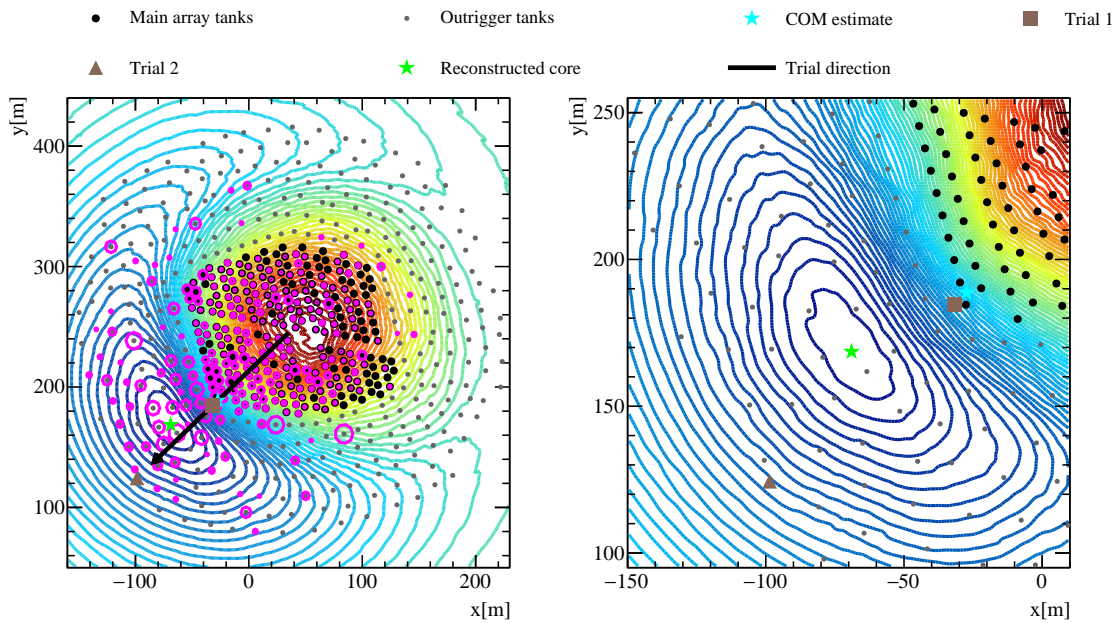 Main array tanks
Outrigger tanks
COM estimate
Trial 1
Trial 2
Reconstructed core
Trial direction
y[m]
400
300
200
100
−100
0
100
200
x[m]
y[m]
250
200
150
100
−150
−100
−50
0
x[m]